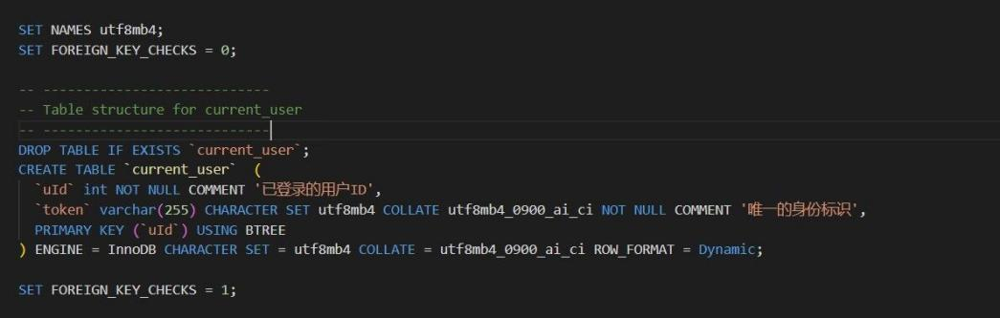 SET NAMES utf8mb4;
SET FOREIGN_KEY_CHECKS = 0;
-- ----------------------------
-- Table structure for current_user
-- ----------------------------
DROP TABLE IF EXISTS `current_user`;
CREATE TABLE `current_user`  (
  `uId` int NOT NULL COMMENT '已登录的用户ID',
  `token` varchar(255) CHARACTER SET utf8mb4 COLLATE utf8mb4_0900_ai_ci NOT NULL COMMENT '唯一的身份标识',
  PRIMARY KEY (`uId`) USING BTREE
) ENGINE = InnoDB CHARACTER SET = utf8mb4 COLLATE = utf8mb4_0900_ai_ci ROW_FORMAT = Dynamic;
SET FOREIGN_KEY_CHECKS = 1;